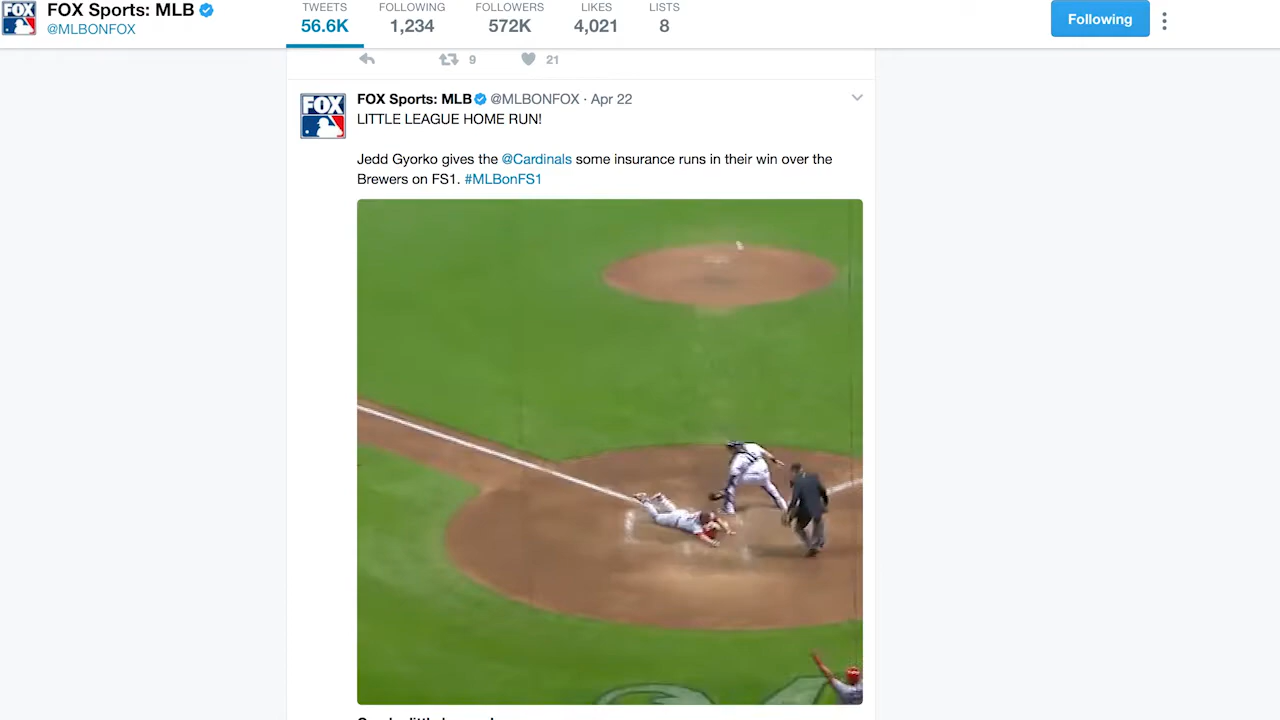 FOX
FOX Sports: MLB
@MLBONFOX
TWEETS
56.6K
FOLLOWING
1,234
FOLLOWERS
572K
LIKES
4,021
LISTS
8
Following
9
21
FOX
FOX Sports: MLB @MLBONFOX · Apr 22
LITTLE LEAGUE HOME RUN!
Jedd Gyorko gives the @Cardinals some insurance runs in their win over the
Brewers on FS1. #MLBonFS1